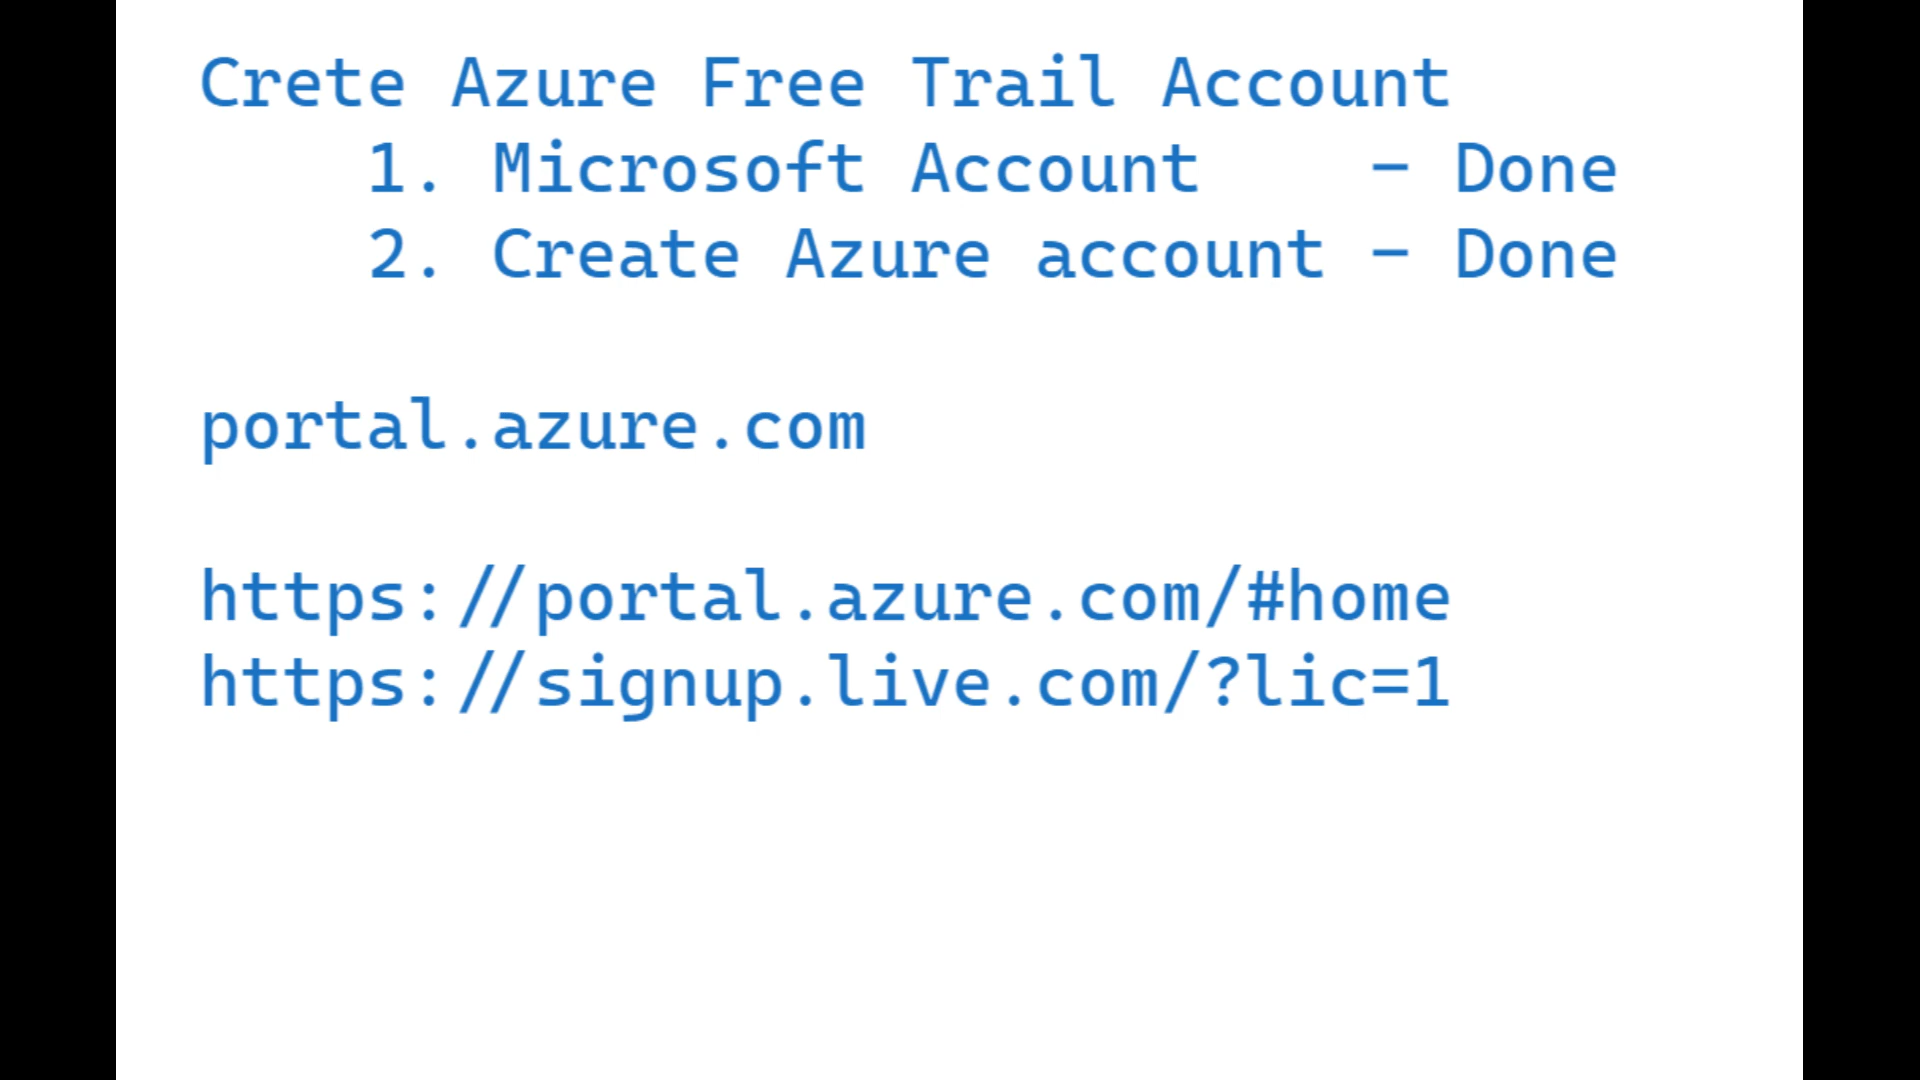 Crete Azure Free Trail Account
1. Microsoft Account - Done
2. Create Azure account - Done
portal.azure.com
https://portal.azure.com/#home
https://signup.live.com/?lic=1